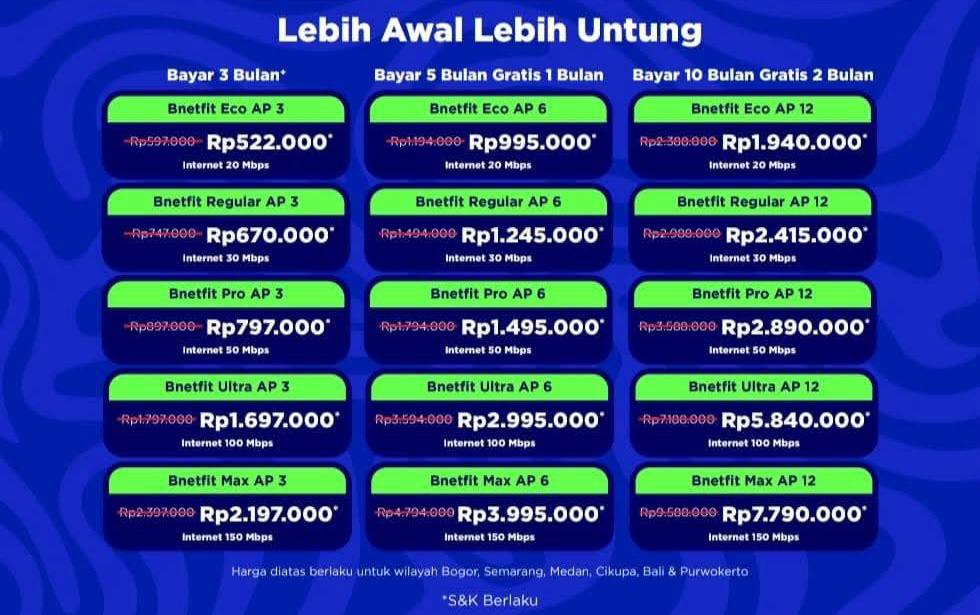 Lebih Awal Lebih Untung
Bayar 3 Bulan*
Bayar 5 Bulan Gratis 1 Bulan
Bayar 10 Bulan Gratis 2 Bulan
Bnetfit Eco AP 3
Rp597.000 Rp522.000*
Internet 20 Mbps
Bnetfit Eco AP 6
Rp1.194.000 Rp995.000*
Internet 20 Mbps
Bnetfit Eco AP 12
Rp2.388.000 Rp1.940.000*
Internet 20 Mbps
Bnetfit Regular AP 3
Rp747.000 Rp670.000*
Internet 30 Mbps
Bnetfit Regular AP 6
Rp1.494.000 Rp1.245.000*
Internet 30 Mbps
Bnetfit Regular AP 12
Rp2.988.000 Rp2.415.000*
Internet 30 Mbps
Bnetfit Pro AP 3
Rp897.000 Rp797.000*
Internet 50 Mbps
Bnetfit Pro AP 6
Rp1.794.000 Rp1.495.000*
Internet 50 Mbps
Bnetfit Pro AP 12
Rp3.588.000 Rp2.890.000*
Internet 50 Mbps
Bnetfit Ultra AP 3
Rp1.797.000 Rp1.697.000*
Internet 100 Mbps
Bnetfit Ultra AP 6
Rp3.594.000 Rp2.995.000*
Internet 100 Mbps
Bnetfit Ultra AP 12
Rp7.188.000 Rp5.840.000*
Internet 100 Mbps
Bnetfit Max AP 3
Rp2.397.000 Rp2.197.000*
Internet 150 Mbps
Bnetfit Max AP 6
Rp4.794.000 Rp3.995.000*
Internet 150 Mbps
Bnetfit Max AP 12
Rp9.588.000 Rp7.790.000*
Internet 150 Mbps
Harga diatas berlaku untuk wilayah Bogor, Semarang, Medan, Cikupa, Bali & Purwokerto
*S&K Berlaku